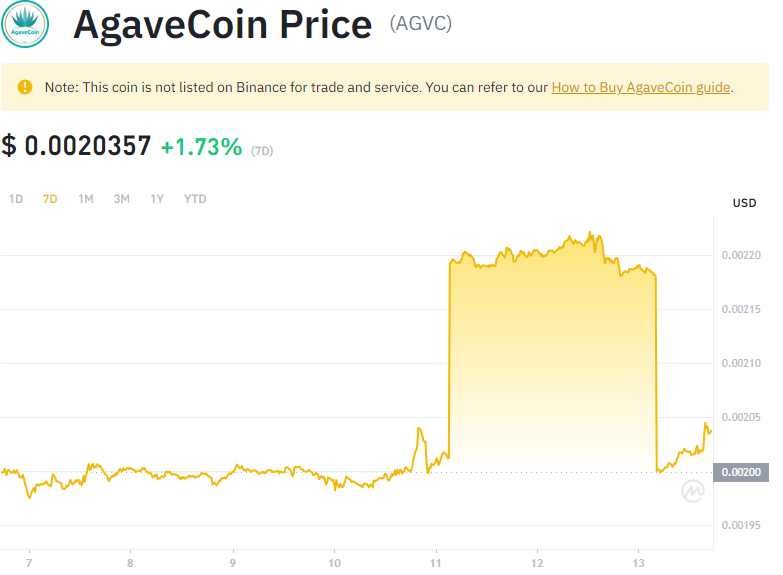 AgaveCoin
AgaveCoin Price (AGVC)
Note: This coin is not listed on Binance for trade and service. You can refer to our How to Buy AgaveCoin guide.
$ 0.0020357 +1.73% (7D)
1D 7D 1M 3M 1Y YTD
USD
0.00220
0.00215
0.00210
0.00205
0.00200
0.00195
7 8 9 10 11 12 13